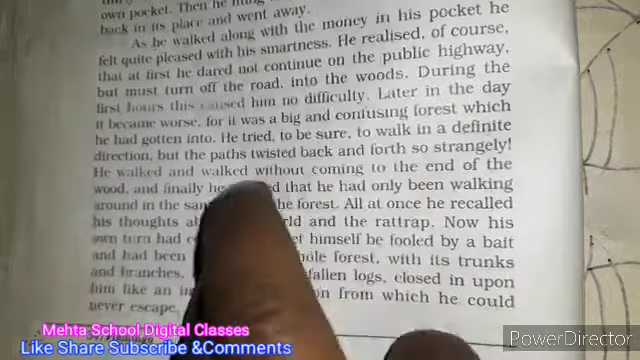 own pocket. Then he hung
back in its place and went away.
As he walked along with the money in his pocket he
felt quite pleased with his smartness. He realised, of course,
that at first he dared not continue on the public highway,
but must turn off the road, into the woods. During the
first hours this caused him no difficulty. Later in the day
it became worse, for it was a big and confusing forest which
he had gotten into. He tried, to be sure, to walk in a definite
direction, but the paths twisted back and forth so strangely!
He walked and walked without coming to the end of the
wood, and finally he that he had only been walking
around in the he forest. All at once he recalled
his thoughts and the rattrap. Now his
own turn had himself be fooled by a bait
and had been forest, with its trunks
and branches, fallen logs, closed in upon
him like an from which he could
never escape.
Mehta School Digital Classes
Like Share Subscribe &Comments
PowerDirector